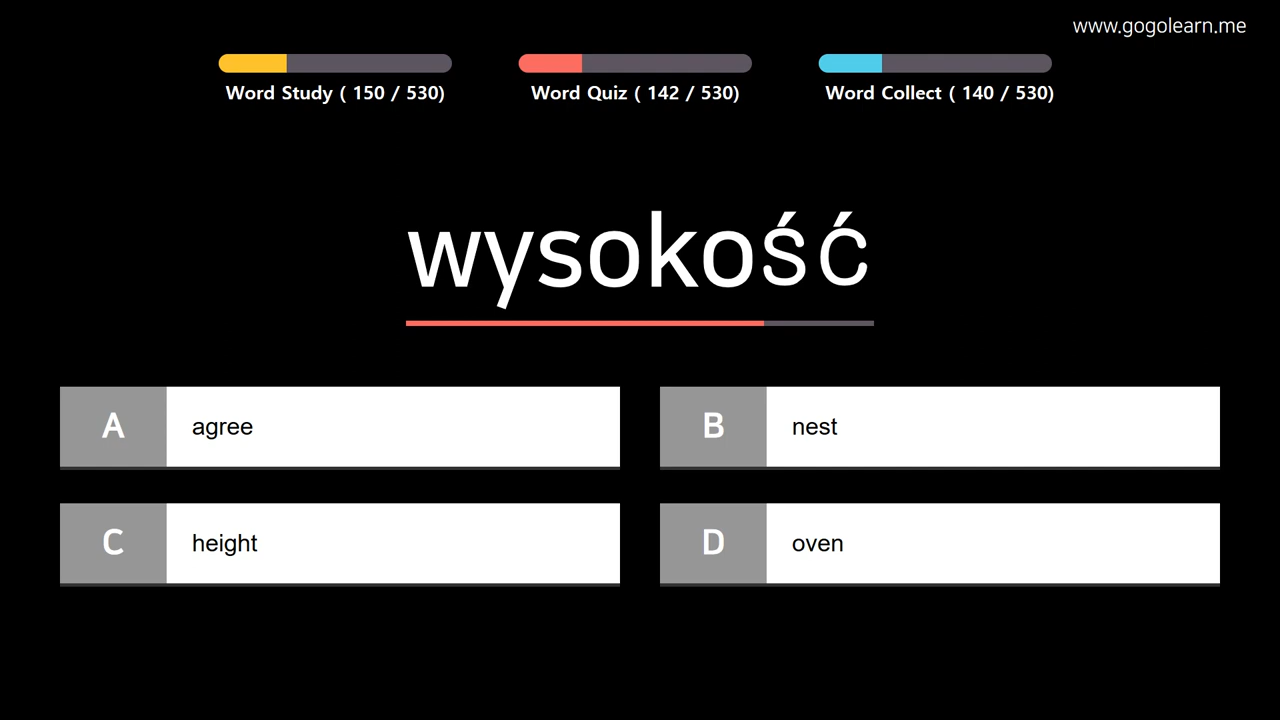 www.gogolearn.me
Word Study ( 150 / 530)
Word Quiz ( 142 / 530)
Word Collect ( 140 / 530)
wysokość
A agree
B nest
C height
D oven